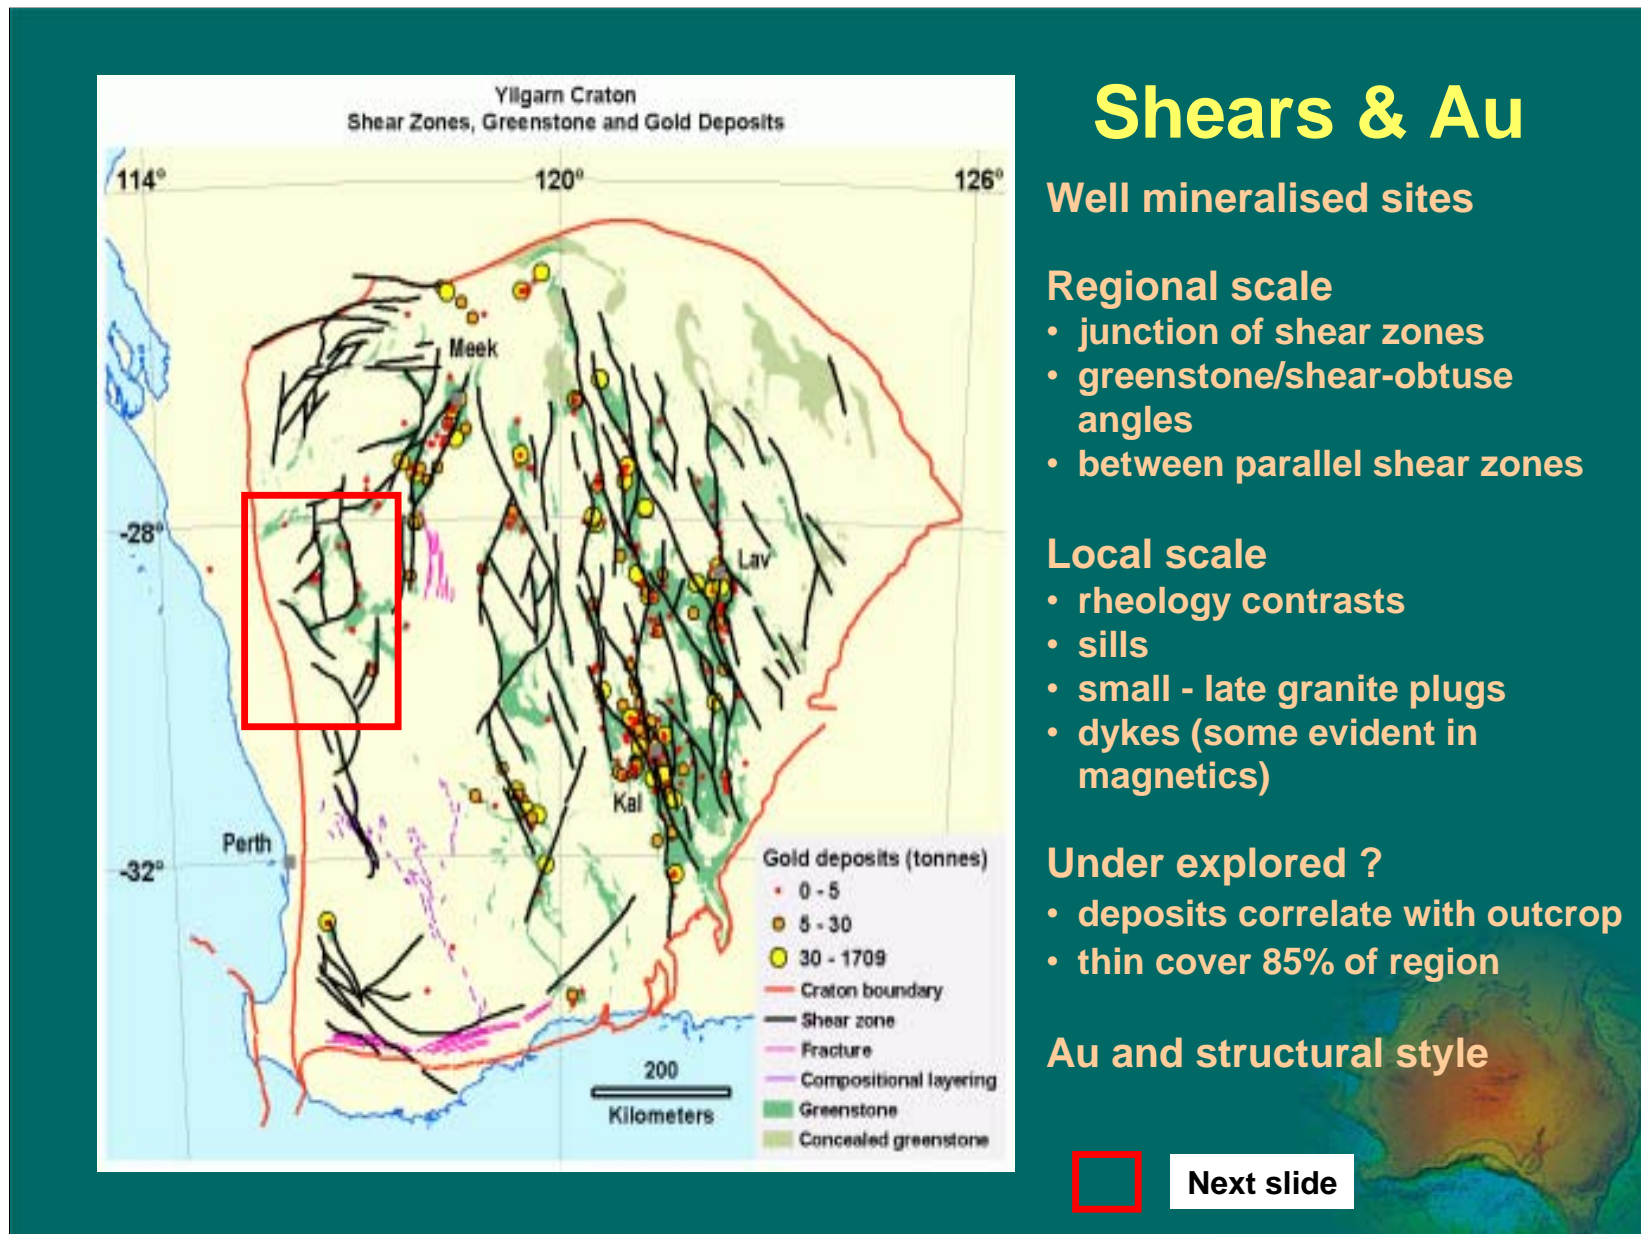 Yilgarn Craton
Shear Zones, Greenstone and Gold Deposits
114°
120°
126°
Meek
-28°
Lav
Kal
Perth
-32°
Gold deposits (tonnes)
0 - 5
5 - 30
30 - 1709
Craton boundary
Shear zone
Fracture
Compositional layering
Greenstone
Concealed greenstone
200
Kilometers
Shears & Au
Well mineralised sites
Regional scale
• junction of shear zones
• greenstone/shear-obtuse
angles
• between parallel shear zones
Local scale
• rheology contrasts
• sills
• small - late granite plugs
• dykes (some evident in
magnetics)
Under explored ?
• deposits correlate with outcrop
• thin cover 85% of region
Au and structural style
Next slide